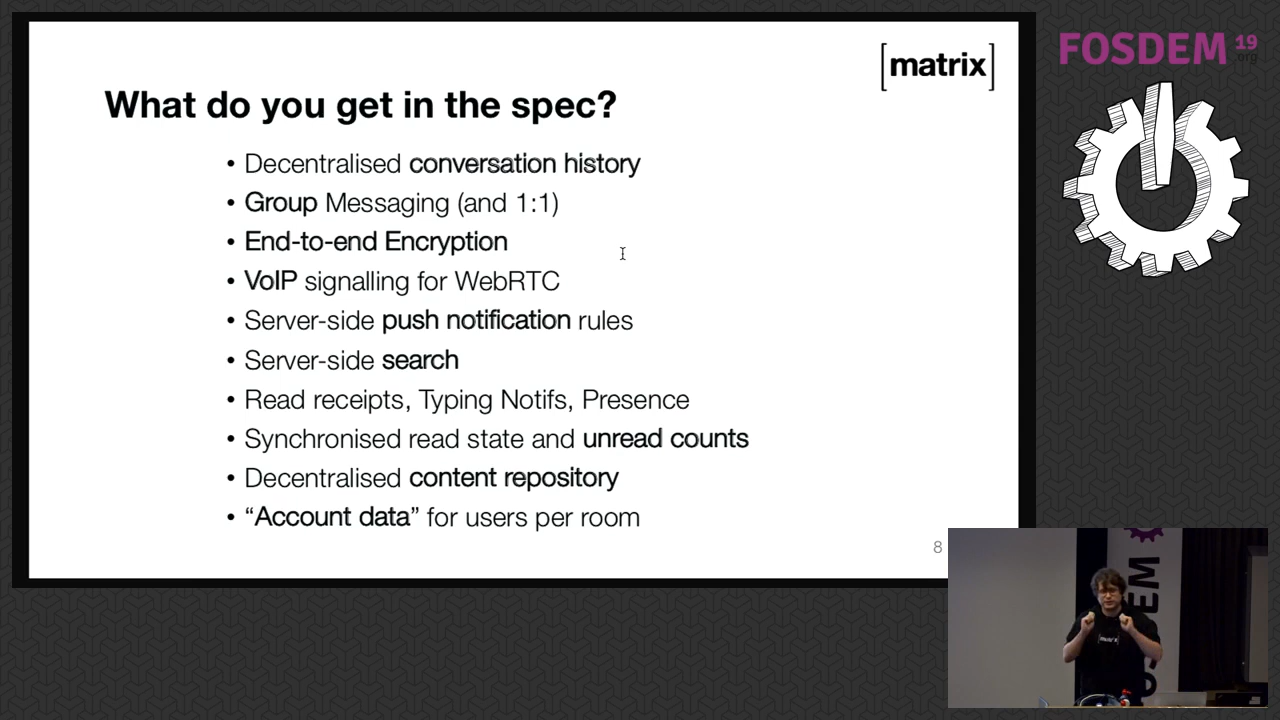 [matrix]
FOSDEM 19
.org
What do you get in the spec?
• Decentralised conversation history
• Group Messaging (and 1:1)
• End-to-end Encryption
• VoIP signalling for WebRTC
• Server-side push notification rules
• Server-side search
• Read receipts, Typing Notifs, Presence
• Synchronised read state and unread counts
• Decentralised content repository
• “Account data” for users per room
8